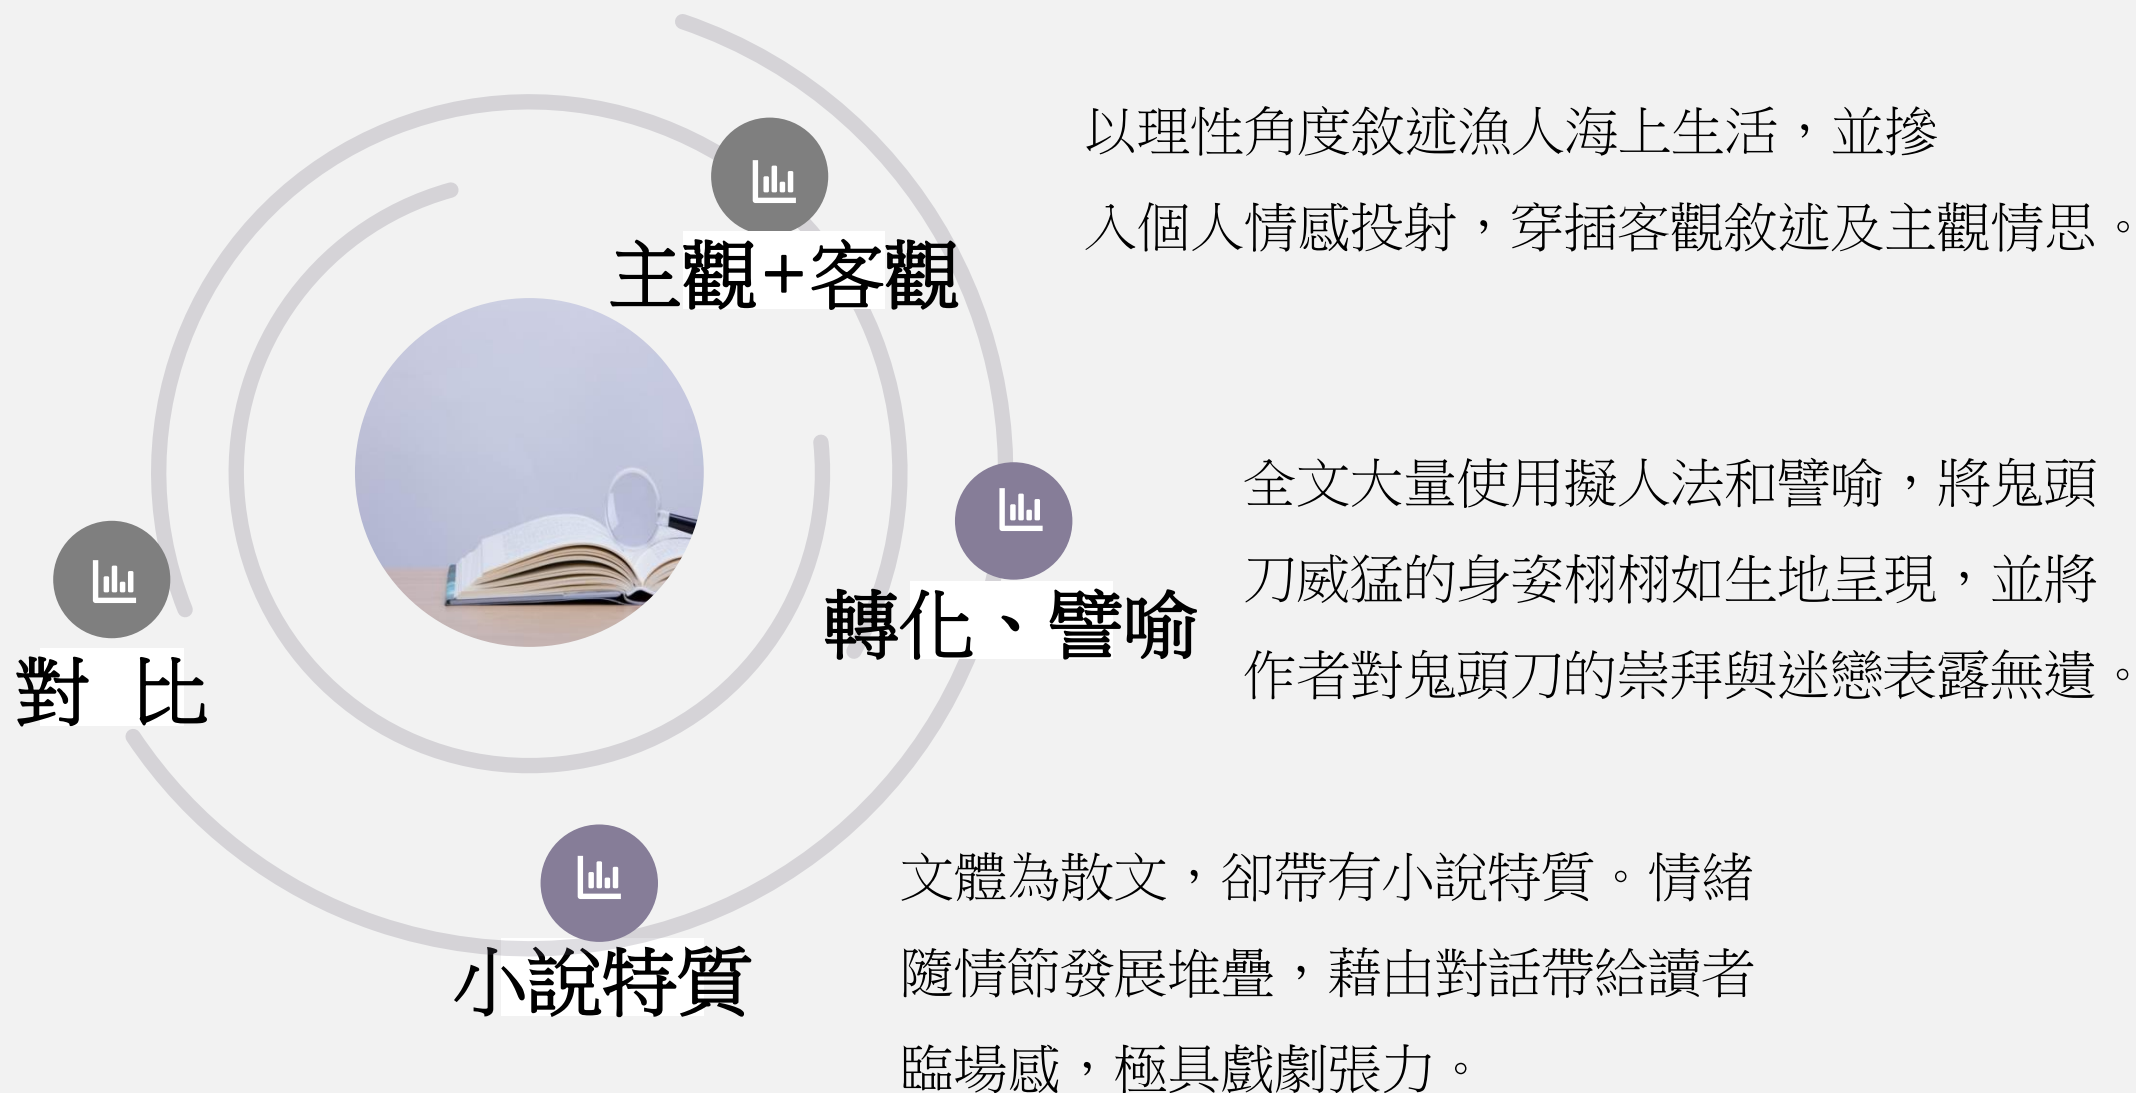 主觀+客觀
以理性角度敘述漁人海上生活，並摻
入個人情感投射，穿插客觀敘述及主觀情思。
轉化、譬喻
全文大量使用擬人法和譬喻，將鬼頭
刀威猛的身姿栩栩如生地呈現，並將
作者對鬼頭刀的崇拜與迷戀表露無遺。
對 比
小說特質
文體為散文，卻帶有小說特質。情緒
隨情節發展堆疊，藉由對話帶給讀者
臨場感，極具戲劇張力。